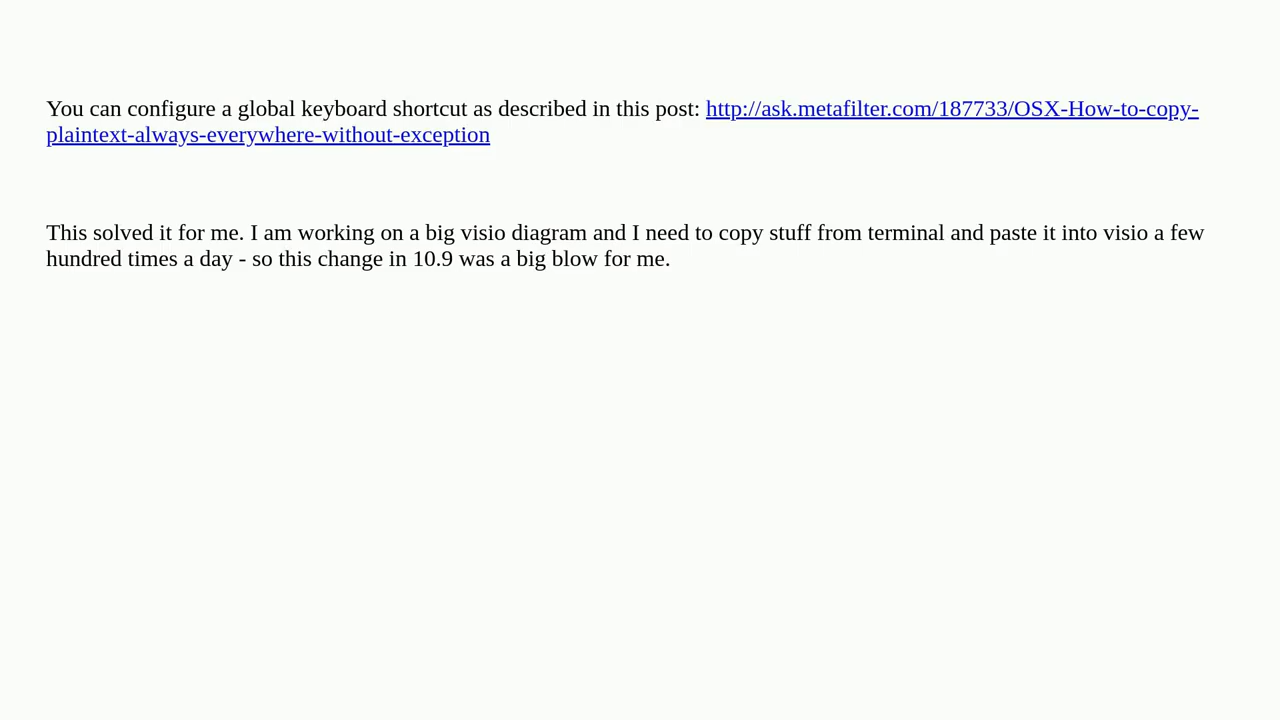 You can configure a global keyboard shortcut as described in this post: http://ask.metafilter.com/187733/OSX-How-to-copy-
plaintext-always-everywhere-without-exception
This solved it for me. I am working on a big visio diagram and I need to copy stuff from terminal and paste it into visio a few
hundred times a day - so this change in 10.9 was a big blow for me.